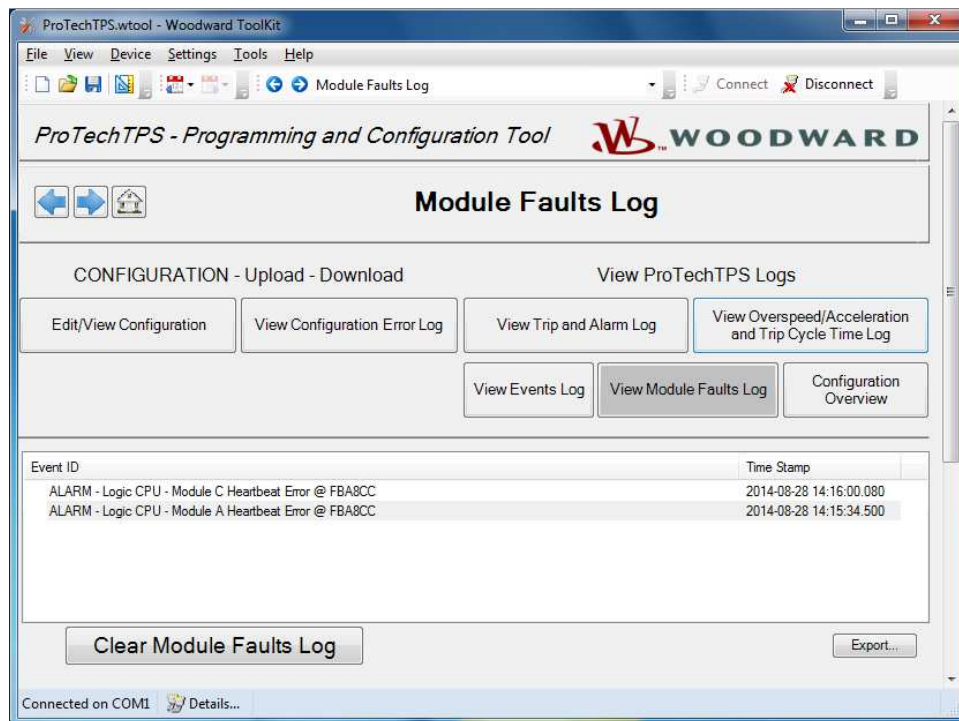 ProTechTPS.wtool - Woodward ToolKit
File View Device Settings Tools Help
Module Faults Log Connect Disconnect
ProTechTPS - Programming and Configuration Tool WOODWARD
Module Faults Log
CONFIGURATION - Upload - Download
View ProTechTPS Logs
Edit/View Configuration
View Configuration Error Log
View Trip and Alarm Log
View Overspeed/Acceleration
and Trip Cycle Time Log
View Events Log
View Module Faults Log
Configuration
Overview
Event ID Time Stamp
ALARM - Logic CPU - Module C Heartbeat Error @ FBA8CC 2014-08-28 14:16:00.080
ALARM - Logic CPU - Module A Heartbeat Error @ FBA8CC 2014-08-28 14:15:34.500
Clear Module Faults Log
Export...
Connected on COM1 Details...